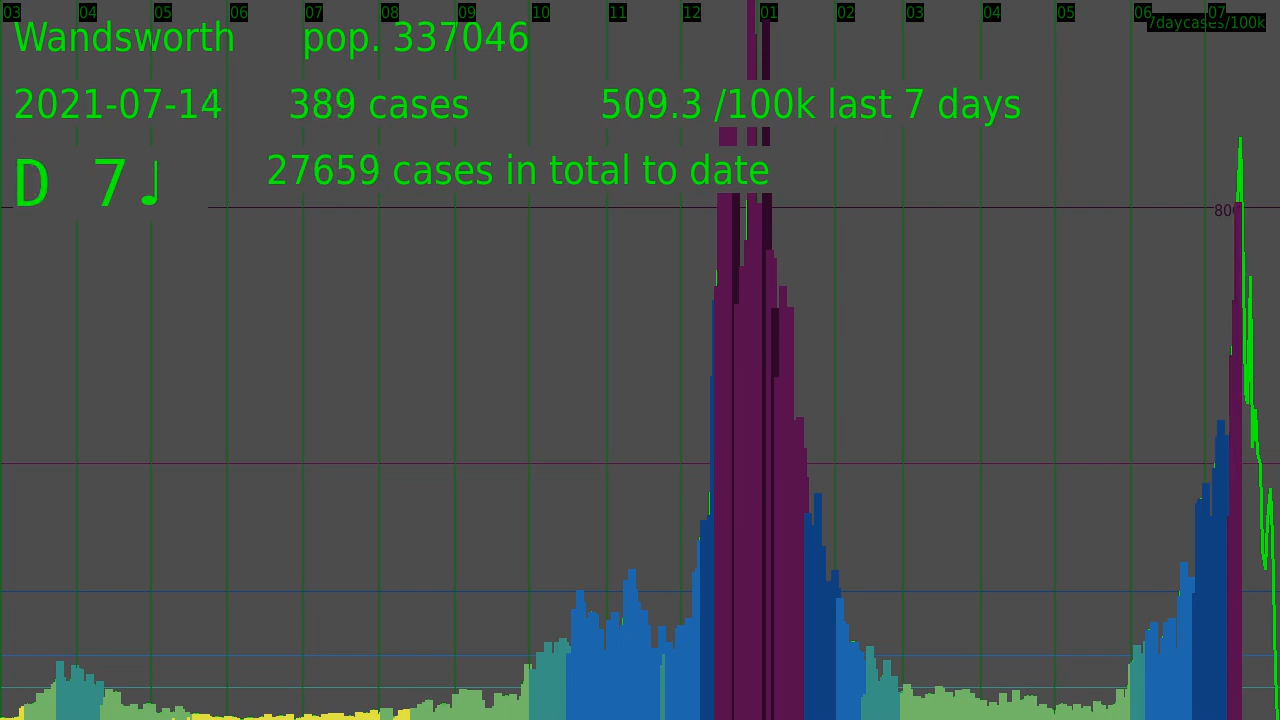 03 04 05 06 07 08 09 10 11 12 01 02 03 04 05 06 07
7daycases/100k
Wandsworth pop. 337046
2021-07-14 389 cases 509.3 /100k last 7 days
D 7♩ 27659 cases in total to date